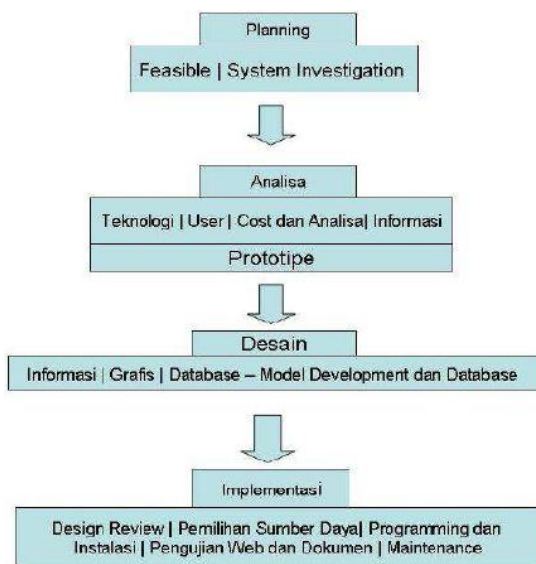 Planning
Feasible | System Investigation
Analisa
Teknologi | User | Cost dan Analisa| Informasi
Prototipe
Desain
Informasi | Grafis | Database – Model Development dan Database
Implementasi
Design Review | Pemilihan Sumber Daya| Programming dan
Instalasi | Pengujian Web dan Dokumen | Maintenance